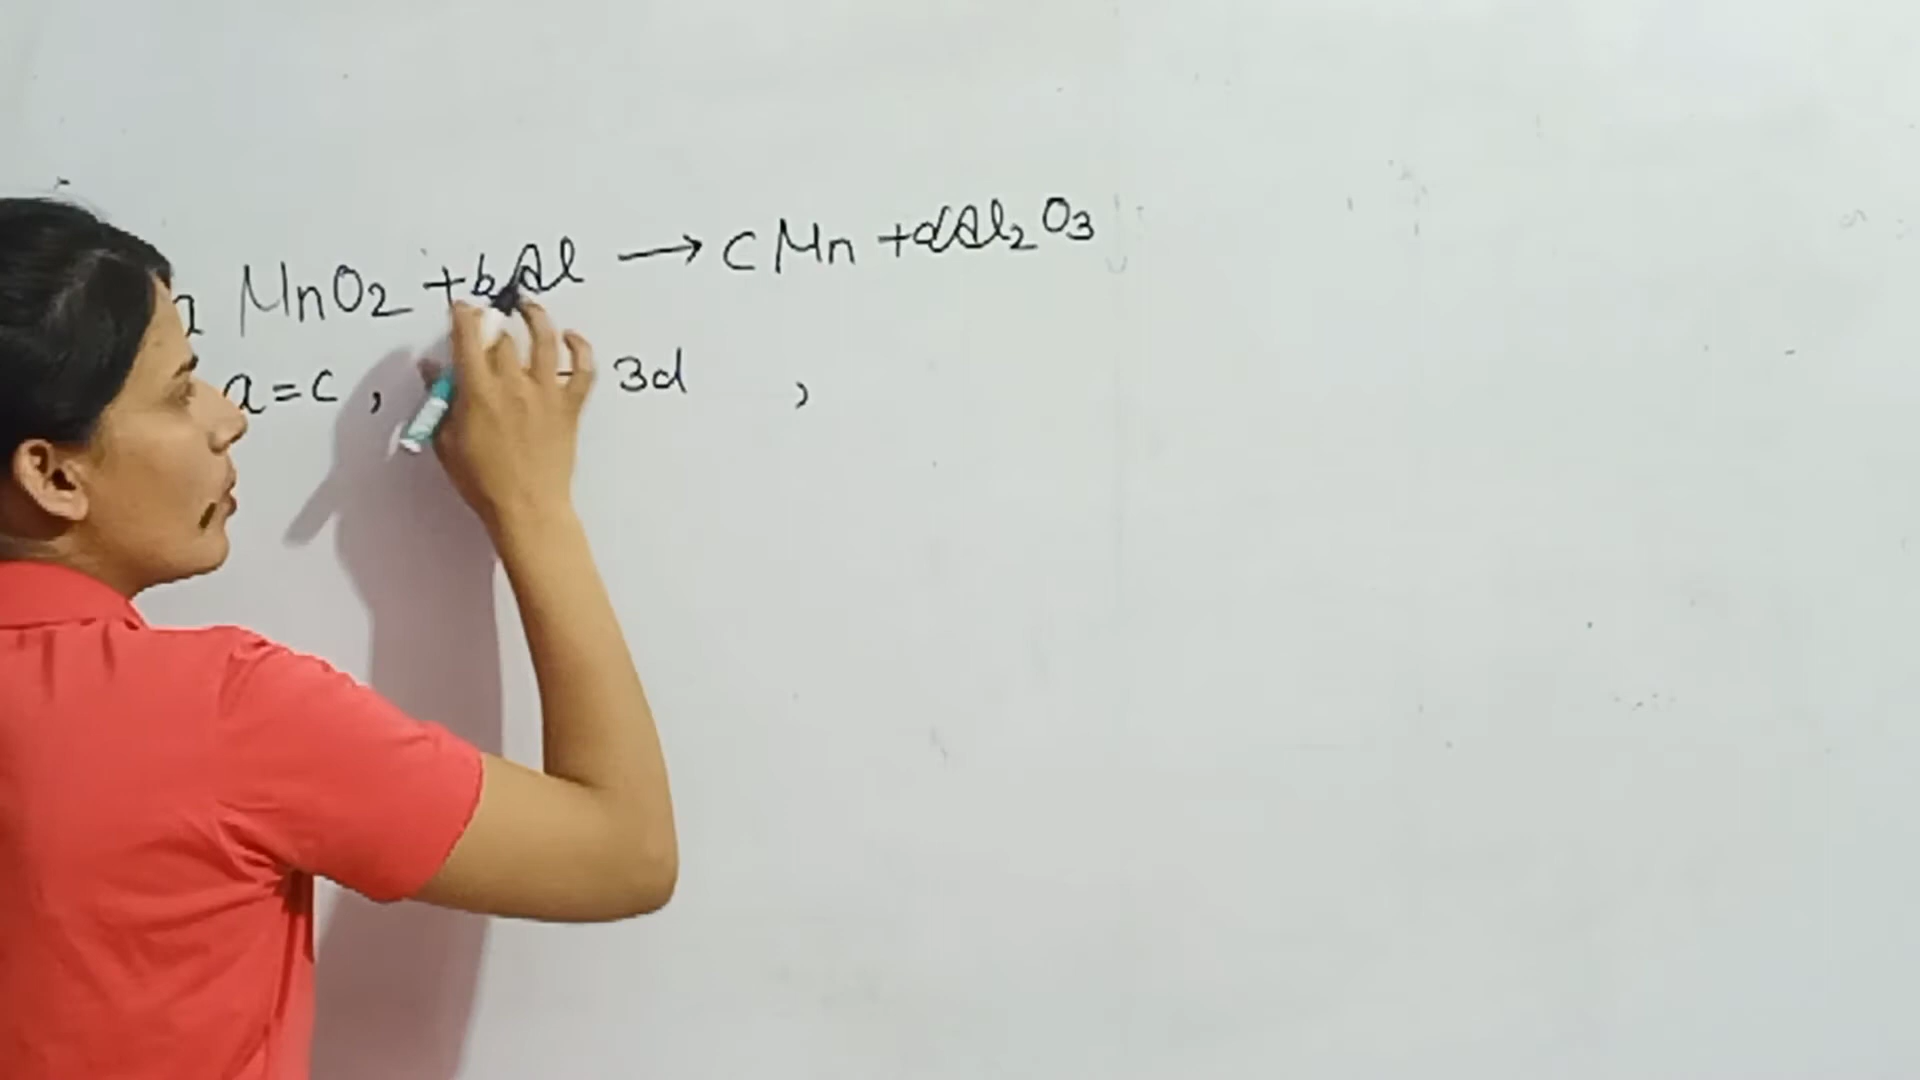 a MnO2 + b Al → c Mn + d Al2O3
a = c , 3d ,